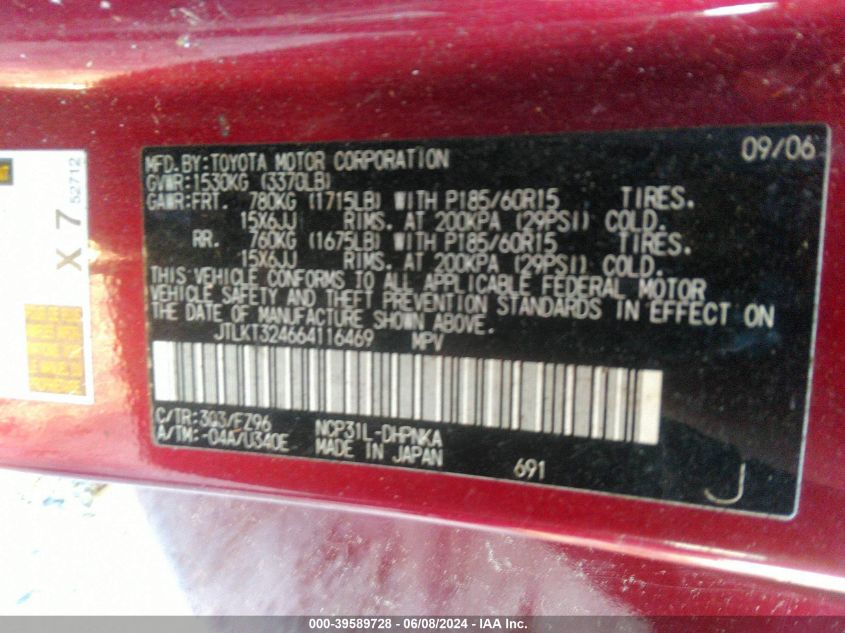 MFD. BY: TOYOTA MOTOR CORPORATION 09/06
GVWR: 1530KG (3370LB)
GAWR: FRT. 780KG (1715LB) WITH P185/60R15 TIRES.
15X6JJ RIMS. AT 200KPA (29PSI) COLD.
RR. 760KG (1675LB) WITH P185/60R15 TIRES.
15X6JJ RIMS. AT 200KPA (29PSI) COLD.
THIS VEHICLE CONFORMS TO ALL APPLICABLE FEDERAL MOTOR
VEHICLE SAFETY AND THEFT PREVENTION STANDARDS IN EFFECT ON
THE DATE OF MANUFACTURE SHOWN ABOVE.
JTLKT324664116469 MPV
C/TR: 3Q3/FZ96 NCP31L-DHPNKA
A/TM: -04A/U340E MADE IN JAPAN
691
J
X 7
52712
000-39589728 - 06/08/2024 - IAA Inc.